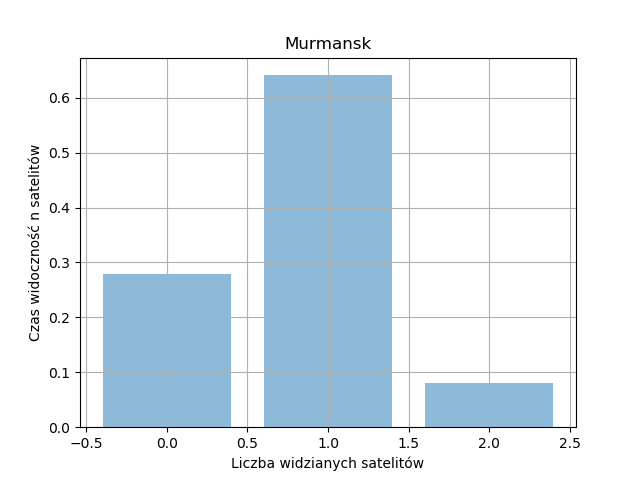 Murmansk
Czas widoczność n satelitów
0.6
0.5
0.4
0.3
0.2
0.1
0.0
−0.5 0.0 0.5 1.0 1.5 2.0 2.5
Liczba widzianych satelitów